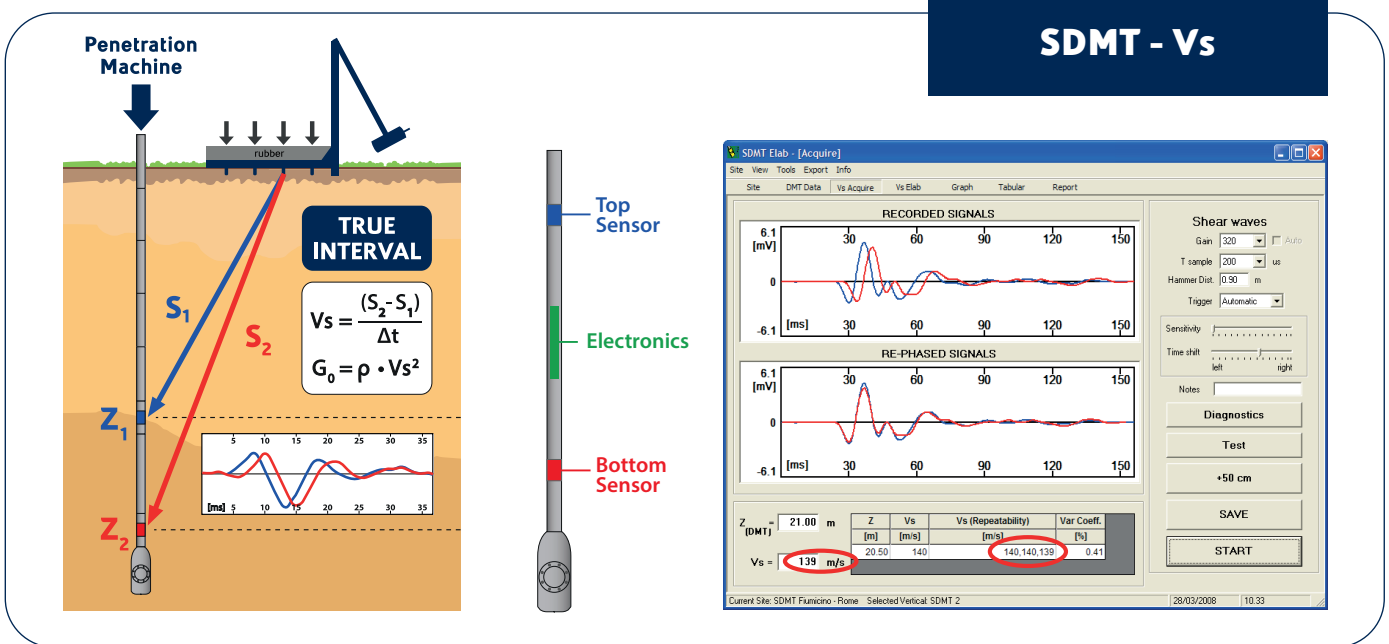 SDMT - Vs
Penetration
Machine
rubber
TRUE
INTERVAL
Vs = (S₂-S₁)
Δt
G₀ = ρ • Vs²
S₁
S₂
Z₁
Z₂
5 10 15 20 25 30 35
[ms] 5 10 15 20 25 30 35
Top
Sensor
Electronics
Bottom
Sensor
SDMT Elab - [Acquire]
Site View Tools Export Info
Site DMT Data Vs Acquire Vs Elab Graph Tabular Report
RECORDED SIGNALS
6.1 30 60 90 120 150
[mV]
0
-6.1 [ms] 30 60 90 120 150
RE-PHASED SIGNALS
6.1 30 60 90 120 150
[mV]
0
-6.1 [ms] 30 60 90 120 150
Z [DMT] = 21.00 m
Vs = 139 m/s
Z Vs Vs (Repeatability) Var Coeff.
[m] [m/s] [m/s] [%]
20.50 140 140,140,139 0.41
Shear waves
Gain 320 Auto
T sample 200 us
Hammer Dist. 0.90 m
Trigger Automatic
Sensitivity
Time shift
left right
Notes
Diagnostics
Test
+50 cm
SAVE
START
Current Site: SDMT Fiumicino - Rome Selected Vertical: SDMT 2 28/03/2008 10.33